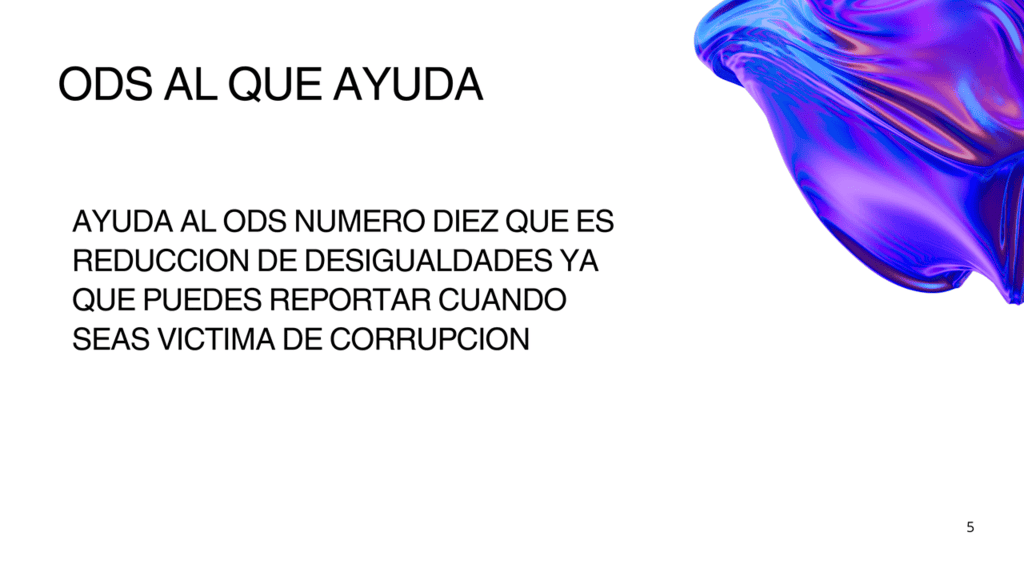 ODS AL QUE AYUDA
AYUDA AL ODS NUMERO DIEZ QUE ES
REDUCCION DE DESIGUALDADES YA
QUE PUEDES REPORTAR CUANDO
SEAS VICTIMA DE CORRUPCION
5